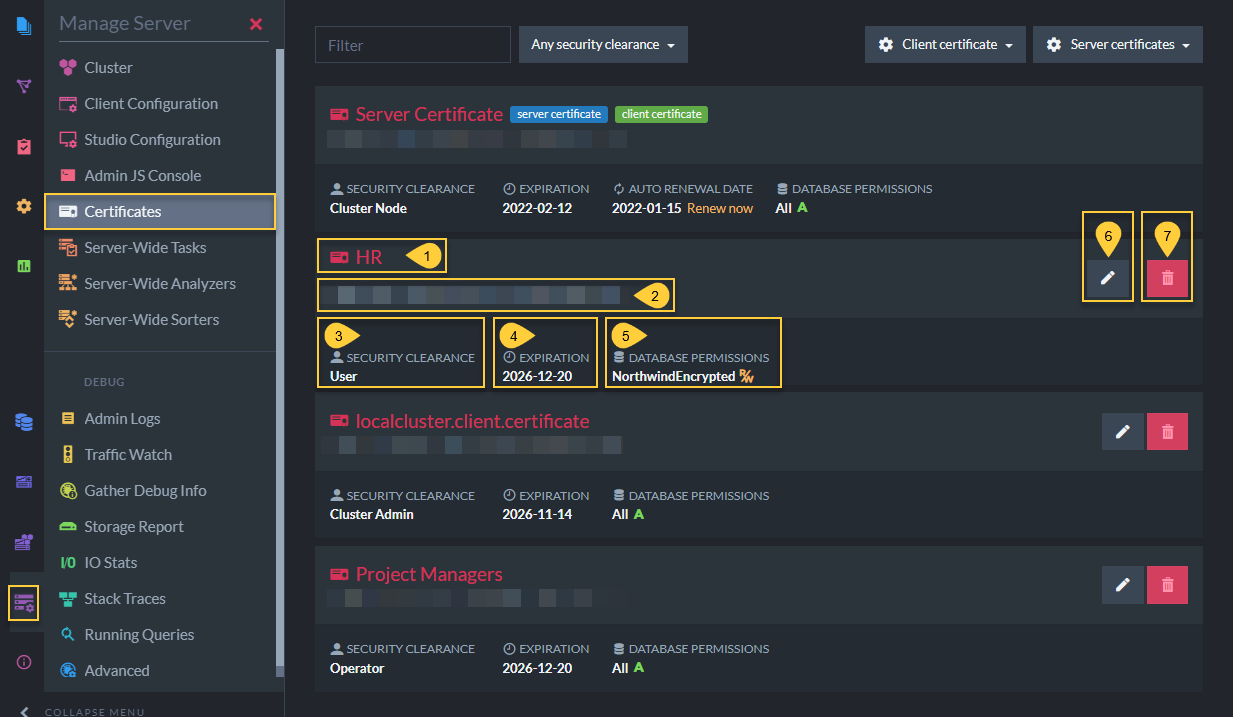 Manage Server
Cluster
Client Configuration
Studio Configuration
Admin JS Console
Certificates
Server-Wide Tasks
Server-Wide Analyzers
Server-Wide Sorters
DEBUG
Admin Logs
Traffic Watch
Gather Debug Info
Storage Report
I/O IO Stats
Stack Traces
Running Queries
Advanced
COLLAPSE MENU
Filter
Any security clearance
Client certificate
Server certificates
Server Certificate server certificate client certificate
SECURITY CLEARANCE EXPIRATION AUTO RENEWAL DATE DATABASE PERMISSIONS
Cluster Node 2022-02-12 2022-01-15 Renew now All A
HR 1
6 7
2
3 4 5
SECURITY CLEARANCE EXPIRATION DATABASE PERMISSIONS
User 2026-12-20 NorthwindEncrypted R/W
localcluster.client.certificate
SECURITY CLEARANCE EXPIRATION DATABASE PERMISSIONS
Cluster Admin 2026-11-14 All A
Project Managers
SECURITY CLEARANCE EXPIRATION DATABASE PERMISSIONS
Operator 2026-12-20 All A